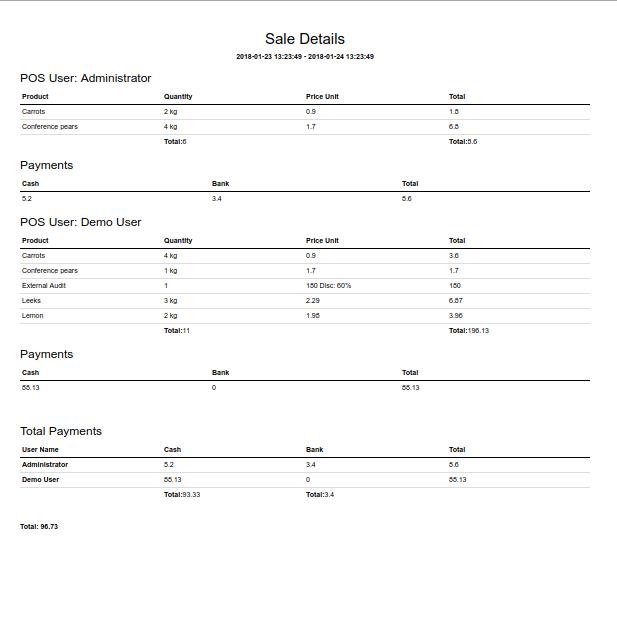 Sale Details
2018-01-23 13:23:49 - 2018-01-24 13:23:49
POS User: Administrator
Product Quantity Price Unit Total
Carrots 2 kg 0.9 1.8
Conference pears 4 kg 1.7 6.8
Total:6 Total:8.6
Payments
Cash Bank Total
5.2 3.4 8.6
POS User: Demo User
Product Quantity Price Unit Total
Carrots 4 kg 0.9 3.6
Conference pears 1 kg 1.7 1.7
External Audit 1 180 Disc: 60% 180
Leeks 3 kg 2.29 6.87
Lemon 2 kg 1.98 3.96
Total:11 Total:196.13
Payments
Cash Bank Total
88.13 0 88.13
Total Payments
User Name Cash Bank Total
Administrator 5.2 3.4 8.6
Demo User 88.13 0 88.13
Total:93.33 Total:3.4
Total: 96.73